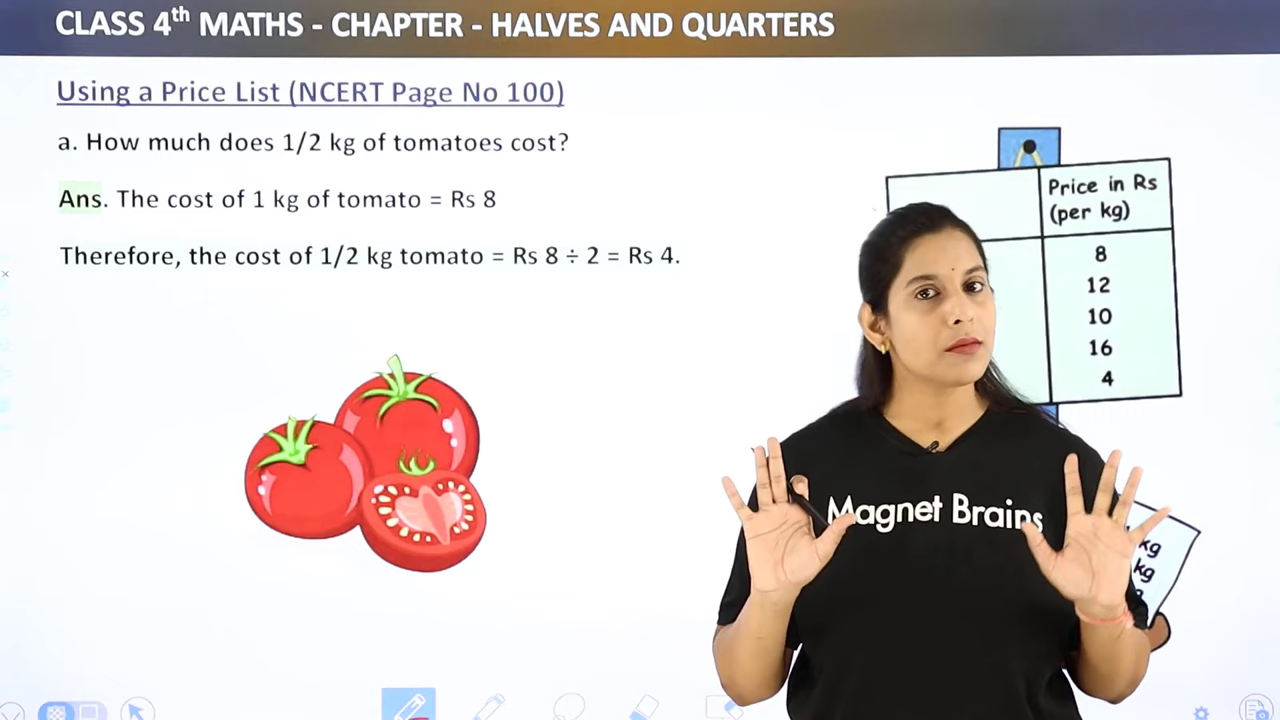 CLASS 4th MATHS - CHAPTER - HALVES AND QUARTERS
Using a Price List (NCERT Page No 100)
a. How much does 1/2 kg of tomatoes cost?
Ans. The cost of 1 kg of tomato = Rs 8
Therefore, the cost of 1/2 kg tomato = Rs 8 ÷ 2 = Rs 4.
Price in Rs
(per kg)
8
12
10
16
4
Magnet Brains
kg
kg